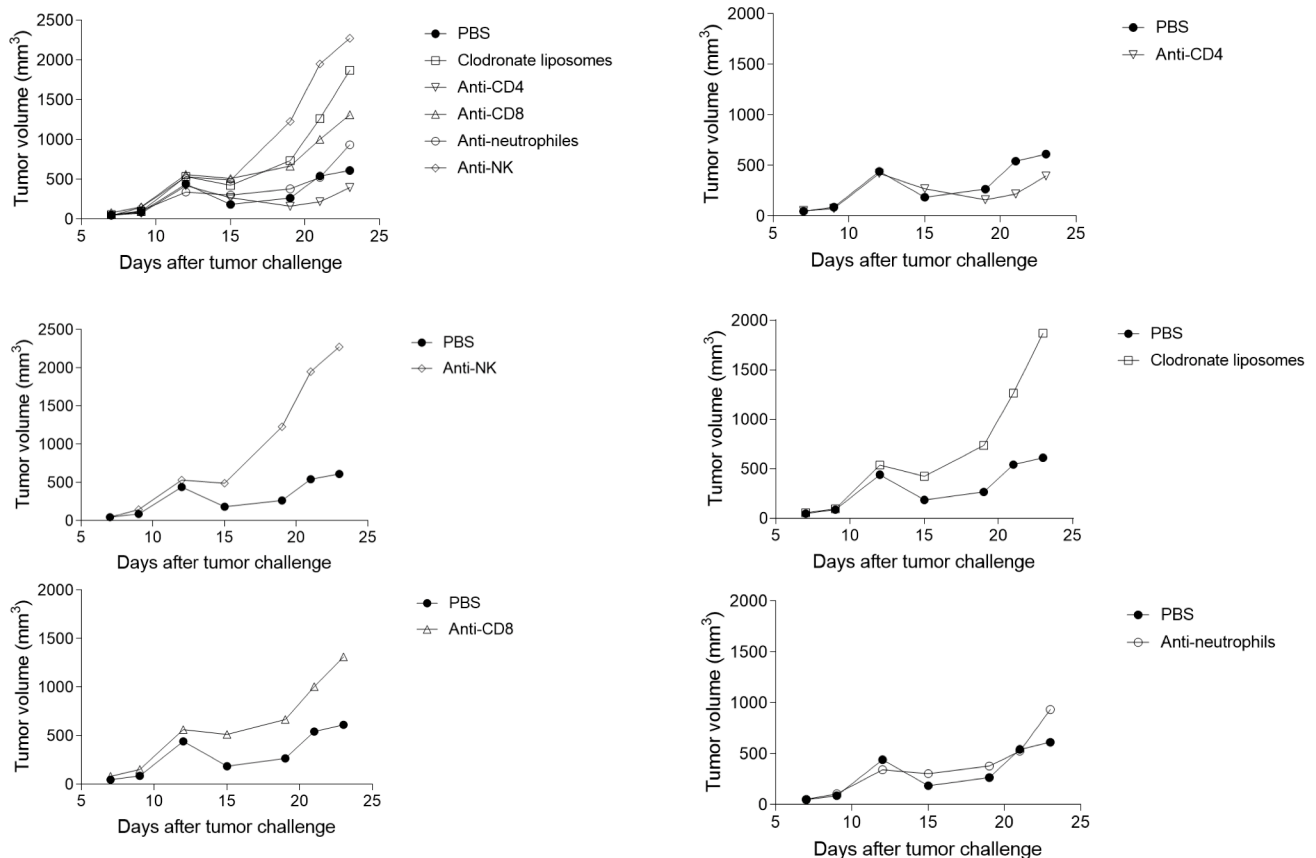 Tumor volume (mm3)
2500
2000
1500
1000
500
0
5
10
15
20
25
Days after tumor challenge
PBS
Clodronate liposomes
Anti-CD4
Anti-CD8
Anti-neutrophiles
Anti-NK
Tumor volume (mm3)
2000
1500
1000
500
0
5
10
15
20
25
Days after tumor challenge
PBS
Anti-CD4
Tumor volume (mm3)
2500
2000
1500
1000
500
0
5
10
15
20
25
Days after tumor challenge
PBS
Anti-NK
Tumor volume (mm3)
2000
1500
1000
500
0
5
10
15
20
25
Days after tumor challenge
PBS
Clodronate liposomes
Tumor volume (mm3)
2000
1500
1000
500
0
5
10
15
20
25
Days after tumor challenge
PBS
Anti-CD8
Tumor volume (mm3)
2000
1500
1000
500
0
5
10
15
20
25
Days after tumor challenge
PBS
Anti-neutrophils